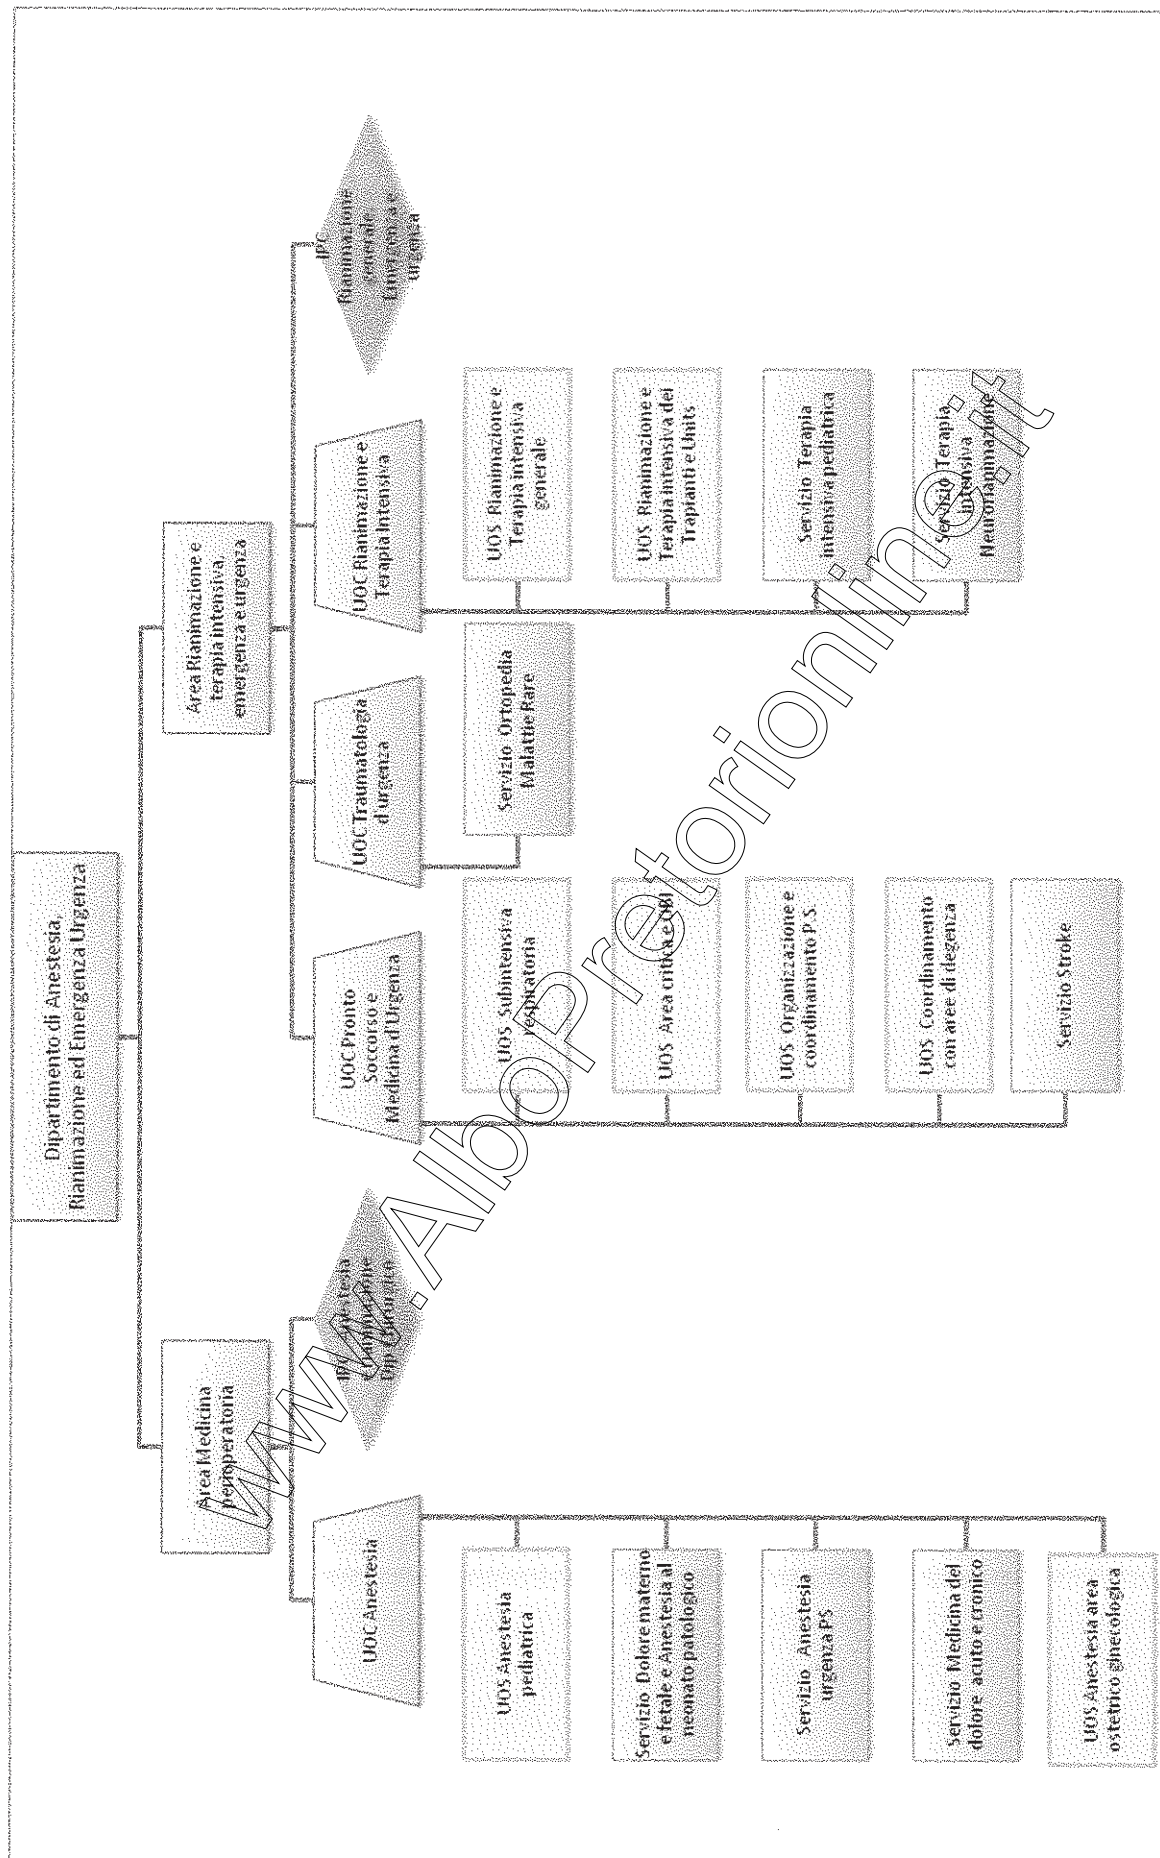 Dipartimento di Anestesia,
Rianimazione ed Emergenza Urgenza
Area Medicina
perioperatoria
Area Rianimazione e
terapia intensiva,
emergenza e urgenza
UOC Anestesia
Anestesia
Rianimazione
UOC Pronto
Soccorso e
Medicina d'Urgenza
UOC Traumatologia
d'urgenza
UOC Rianimazione e
Terapia Intensiva
Rianimazione
generale
Emergenza e
urgenza
UOS Anestesia
pediatrica
Servizio Dolore materno
e fetale e Anestesia al
neonato patologico
Servizio Anestesia
urgenza PS
Servizio Medicina del
dolore acuto e cronico
UOS Anestesia area
ostetrico ginecologica
UOS Subintensiva
respiratoria
UOS Area critica e OBI
UOS Organizzazione e
coordinamento P.S.
UOS Coordinamento
con aree di degenza
Servizio Stroke
Servizio Ortopedia
Malattie Rare
UOS Rianimazione e
Terapia intensiva
generale
UOS Rianimazione e
Terapia intensiva dei
Trapianti e Units
Servizio Terapia
intensiva pediatrica
Servizio Terapia
intensiva
Neurorianimazione
www.AlboPretorionline.it